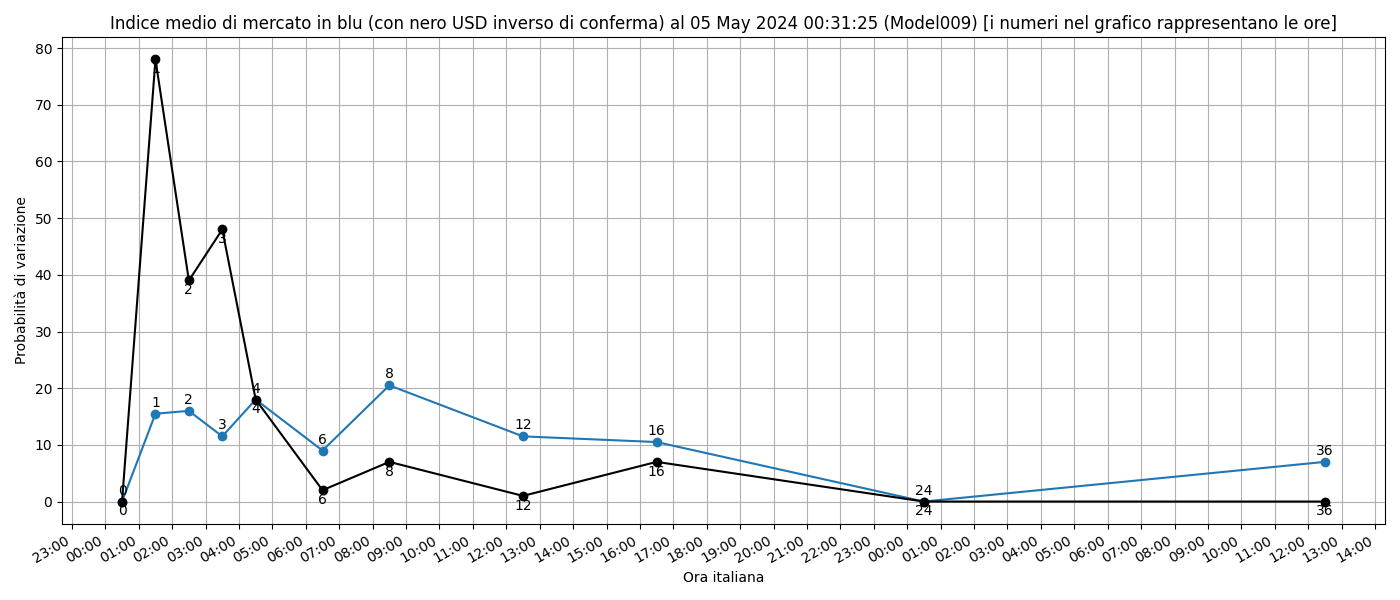 Indice medio di mercato in blu (con nero USD inverso di conferma) al 05 May 2024 00:31:25 (Model009) [i numeri nel grafico rappresentano le ore]
Probabilità di variazione
80
70
60
50
40
30
20
10
0
0 1 2 3 4 6 8 12 16 24 36
0 1 2 3 4 6 8 12 16 24 36
23:00 00:00 01:00 02:00 03:00 04:00 05:00 06:00 07:00 08:00 09:00 10:00 11:00 12:00 13:00 14:00 15:00 16:00 17:00 18:00 19:00 20:00 21:00 22:00 23:00 00:00 01:00 02:00 03:00 04:00 05:00 06:00 07:00 08:00 09:00 10:00 11:00 12:00 13:00 14:00
Ora italiana